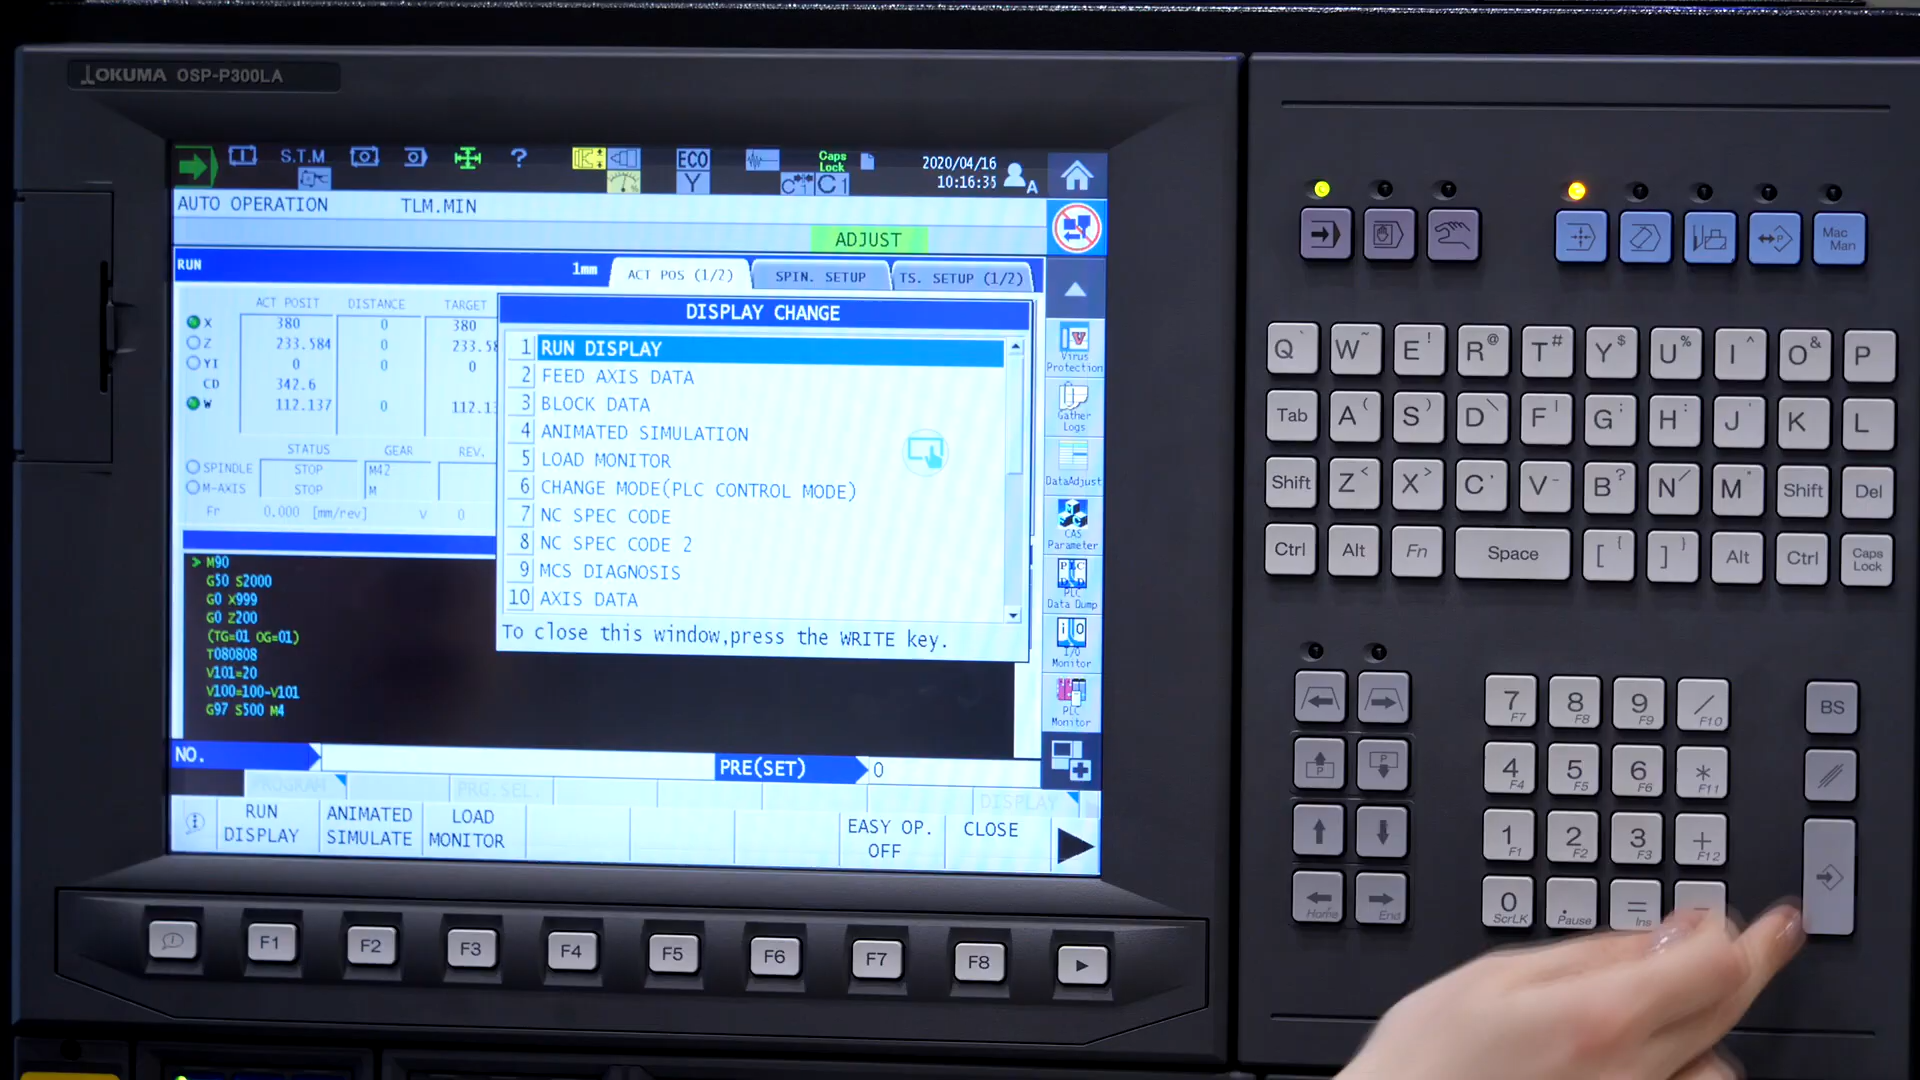 OKUMA OSP-P300LA
S.T.M
?
ECO
Y
Caps
Lock
C1
2020/04/16
10:16:35
A
AUTO OPERATION TLM.MIN
ADJUST
RUN 1mm ACT POS (1/2) SPIN. SETUP TS. SETUP (1/2)
ACT POSIT DISTANCE TARGET
X 380 0 380
Z 233.584 0 233.58
YI 0 0 0
CD 342.6
W 112.137 0 112.13
STATUS GEAR REV.
SPINDLE STOP M42
M-AXIS STOP M
Fr 0.000 [mm/rev] V 0
DISPLAY CHANGE
1 RUN DISPLAY
2 FEED AXIS DATA
3 BLOCK DATA
4 ANIMATED SIMULATION
5 LOAD MONITOR
6 CHANGE MODE(PLC CONTROL MODE)
7 NC SPEC CODE
8 NC SPEC CODE 2
9 MCS DIAGNOSIS
10 AXIS DATA
To close this window,press the WRITE key.
> M90
G50 S2000
G0 X999
G0 Z200
(TG=01 OG=01)
T080808
V101=20
V100=100-V101
G97 S500 M4
Virus
Protection
Gather
Logs
DataAdjust
CAS
Parameter
PLC
Data Dump
I/O
Monitor
PLC
Monitor
NO. PRE(SET) 0
PROGRAM PRG.SEL. DISPLAY
RUN
DISPLAY
ANIMATED
SIMULATE
LOAD
MONITOR
EASY OP.
OFF
CLOSE
F1 F2 F3 F4 F5 F6 F7 F8
Mac
Man
Q ` W ~ E ! R @ T # Y $ U % I ^ O & P
Tab A ( S ) D \ F | G ; H : J K L
Shift Z < X > C V - B ? N M Shift Del
Ctrl Alt Fn Space [ { ] } Alt Ctrl Caps
Lock
P P
Home End
7 F7 8 F8 9 F9 / F10 BS
4 F4 5 F5 6 F6 * F11
1 F1 2 F2 3 F3 + F12
0 ScrLK . Pause = Ins